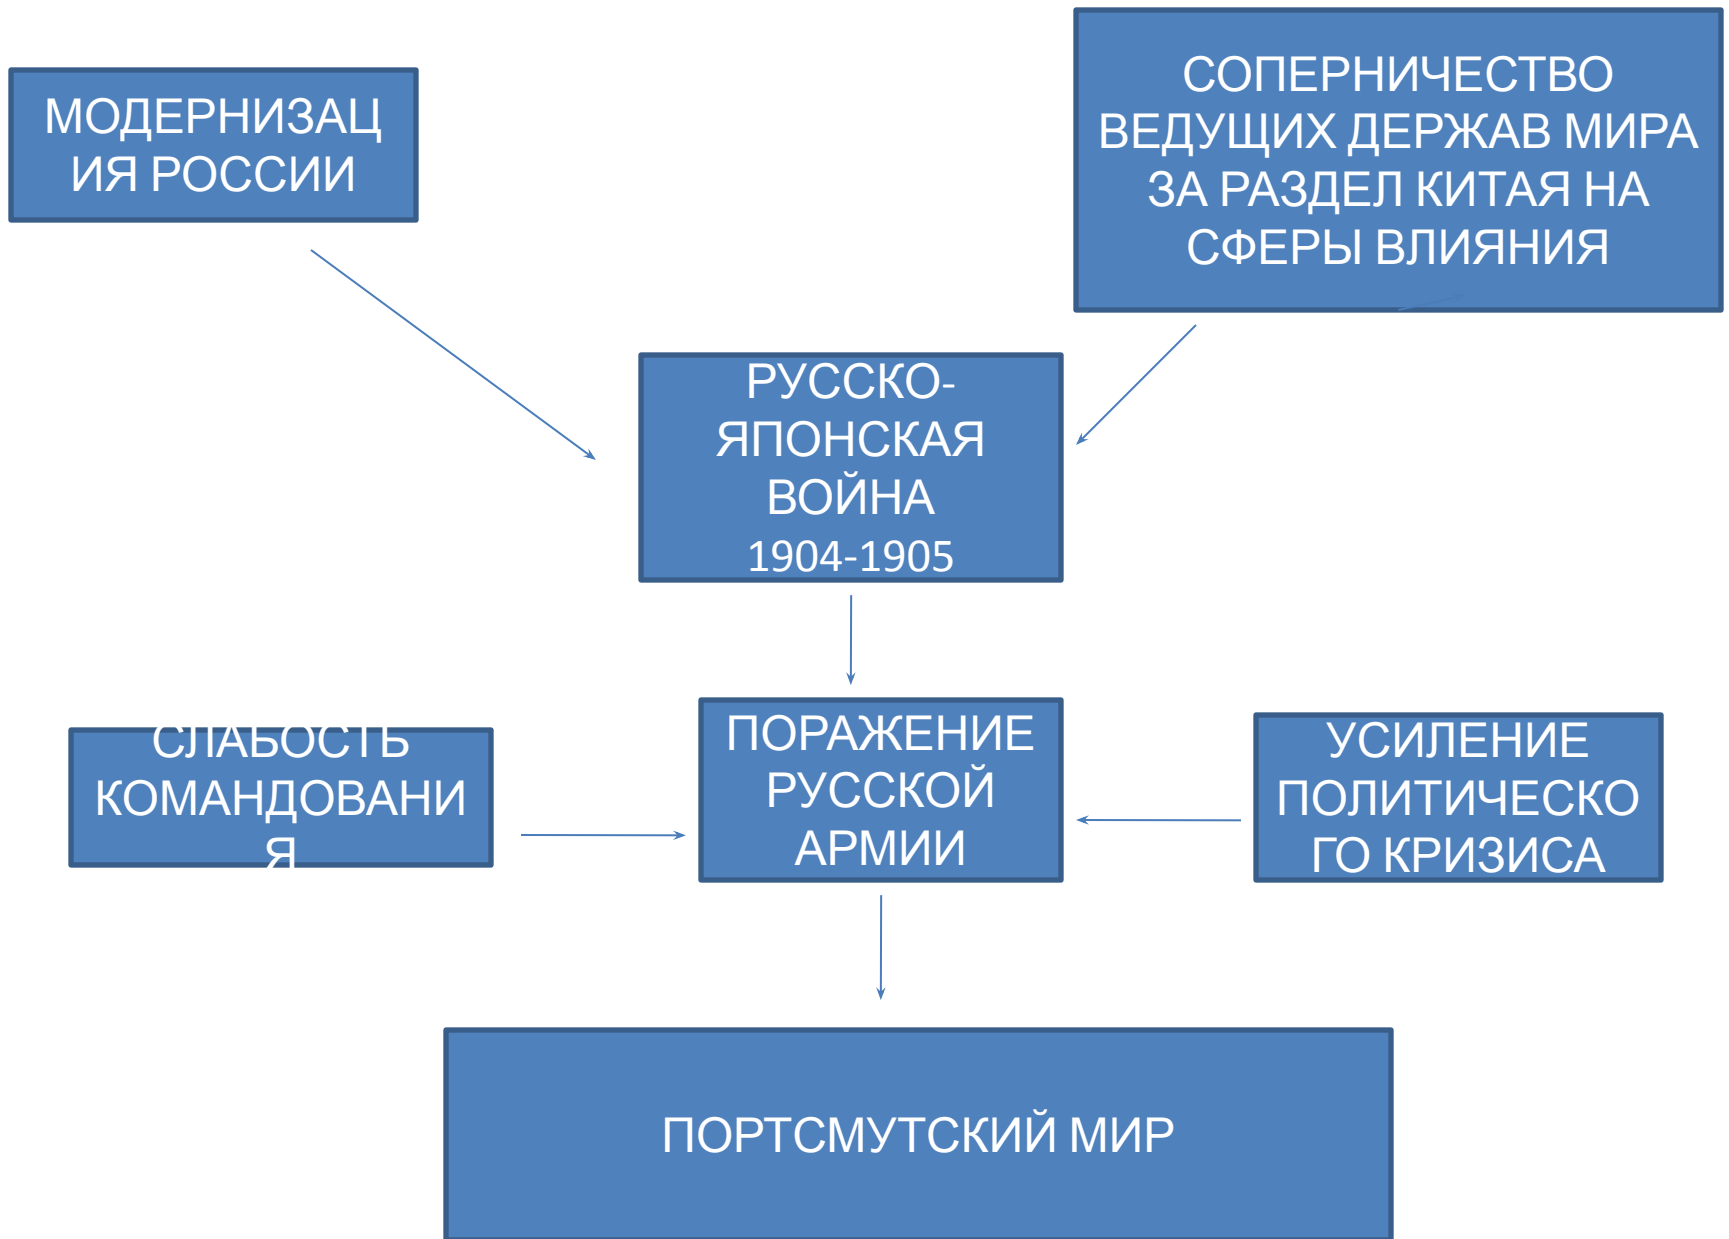 МОДЕРНИЗАЦ
ИЯ РОССИИ
СОПЕРНИЧЕСТВО
ВЕДУЩИХ ДЕРЖАВ МИРА
ЗА РАЗДЕЛ КИТАЯ НА
СФЕРЫ ВЛИЯНИЯ
РУССКО-
ЯПОНСКАЯ
ВОЙНА
1904-1905
СЛАБОСТЬ
КОМАНДОВАНИ
Я
ПОРАЖЕНИЕ
РУССКОЙ
АРМИИ
УСИЛЕНИЕ
ПОЛИТИЧЕСКО
ГО КРИЗИСА
ПОРТСМУТСКИЙ МИР